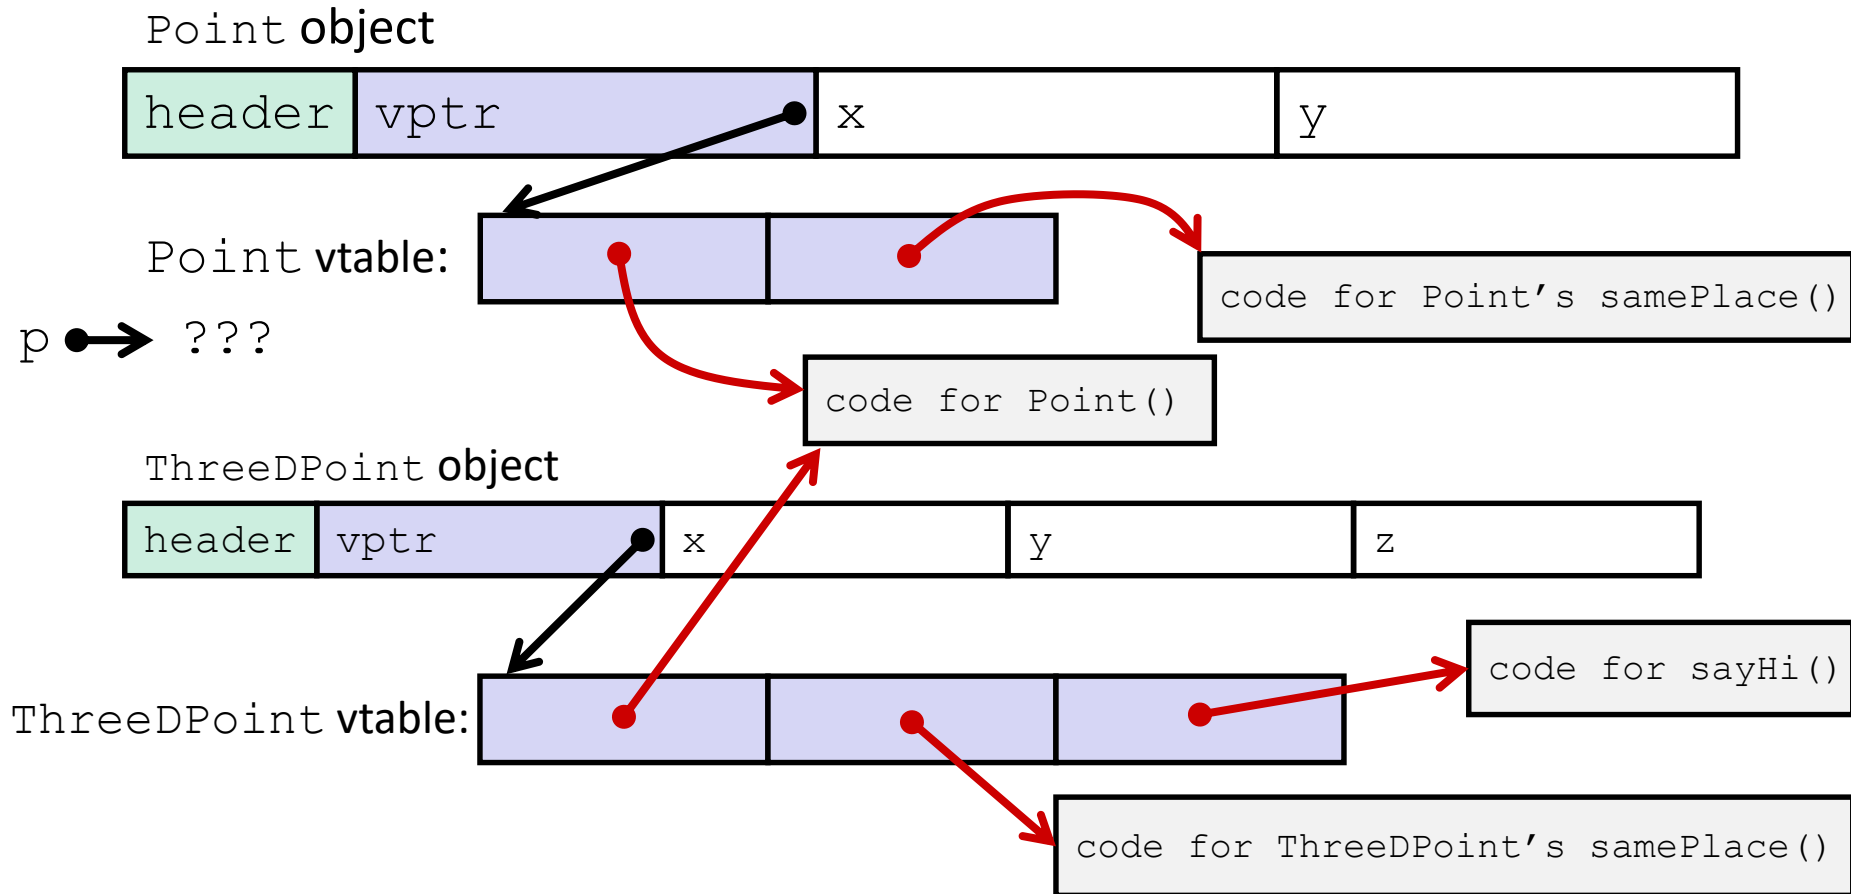 Point object
header vptr x y
Point vtable:
code for Point’s samePlace()
p ???
code for Point()
ThreeDPoint object
header vptr x y z
code for sayHi()
ThreeDPoint vtable:
code for ThreeDPoint’s samePlace()